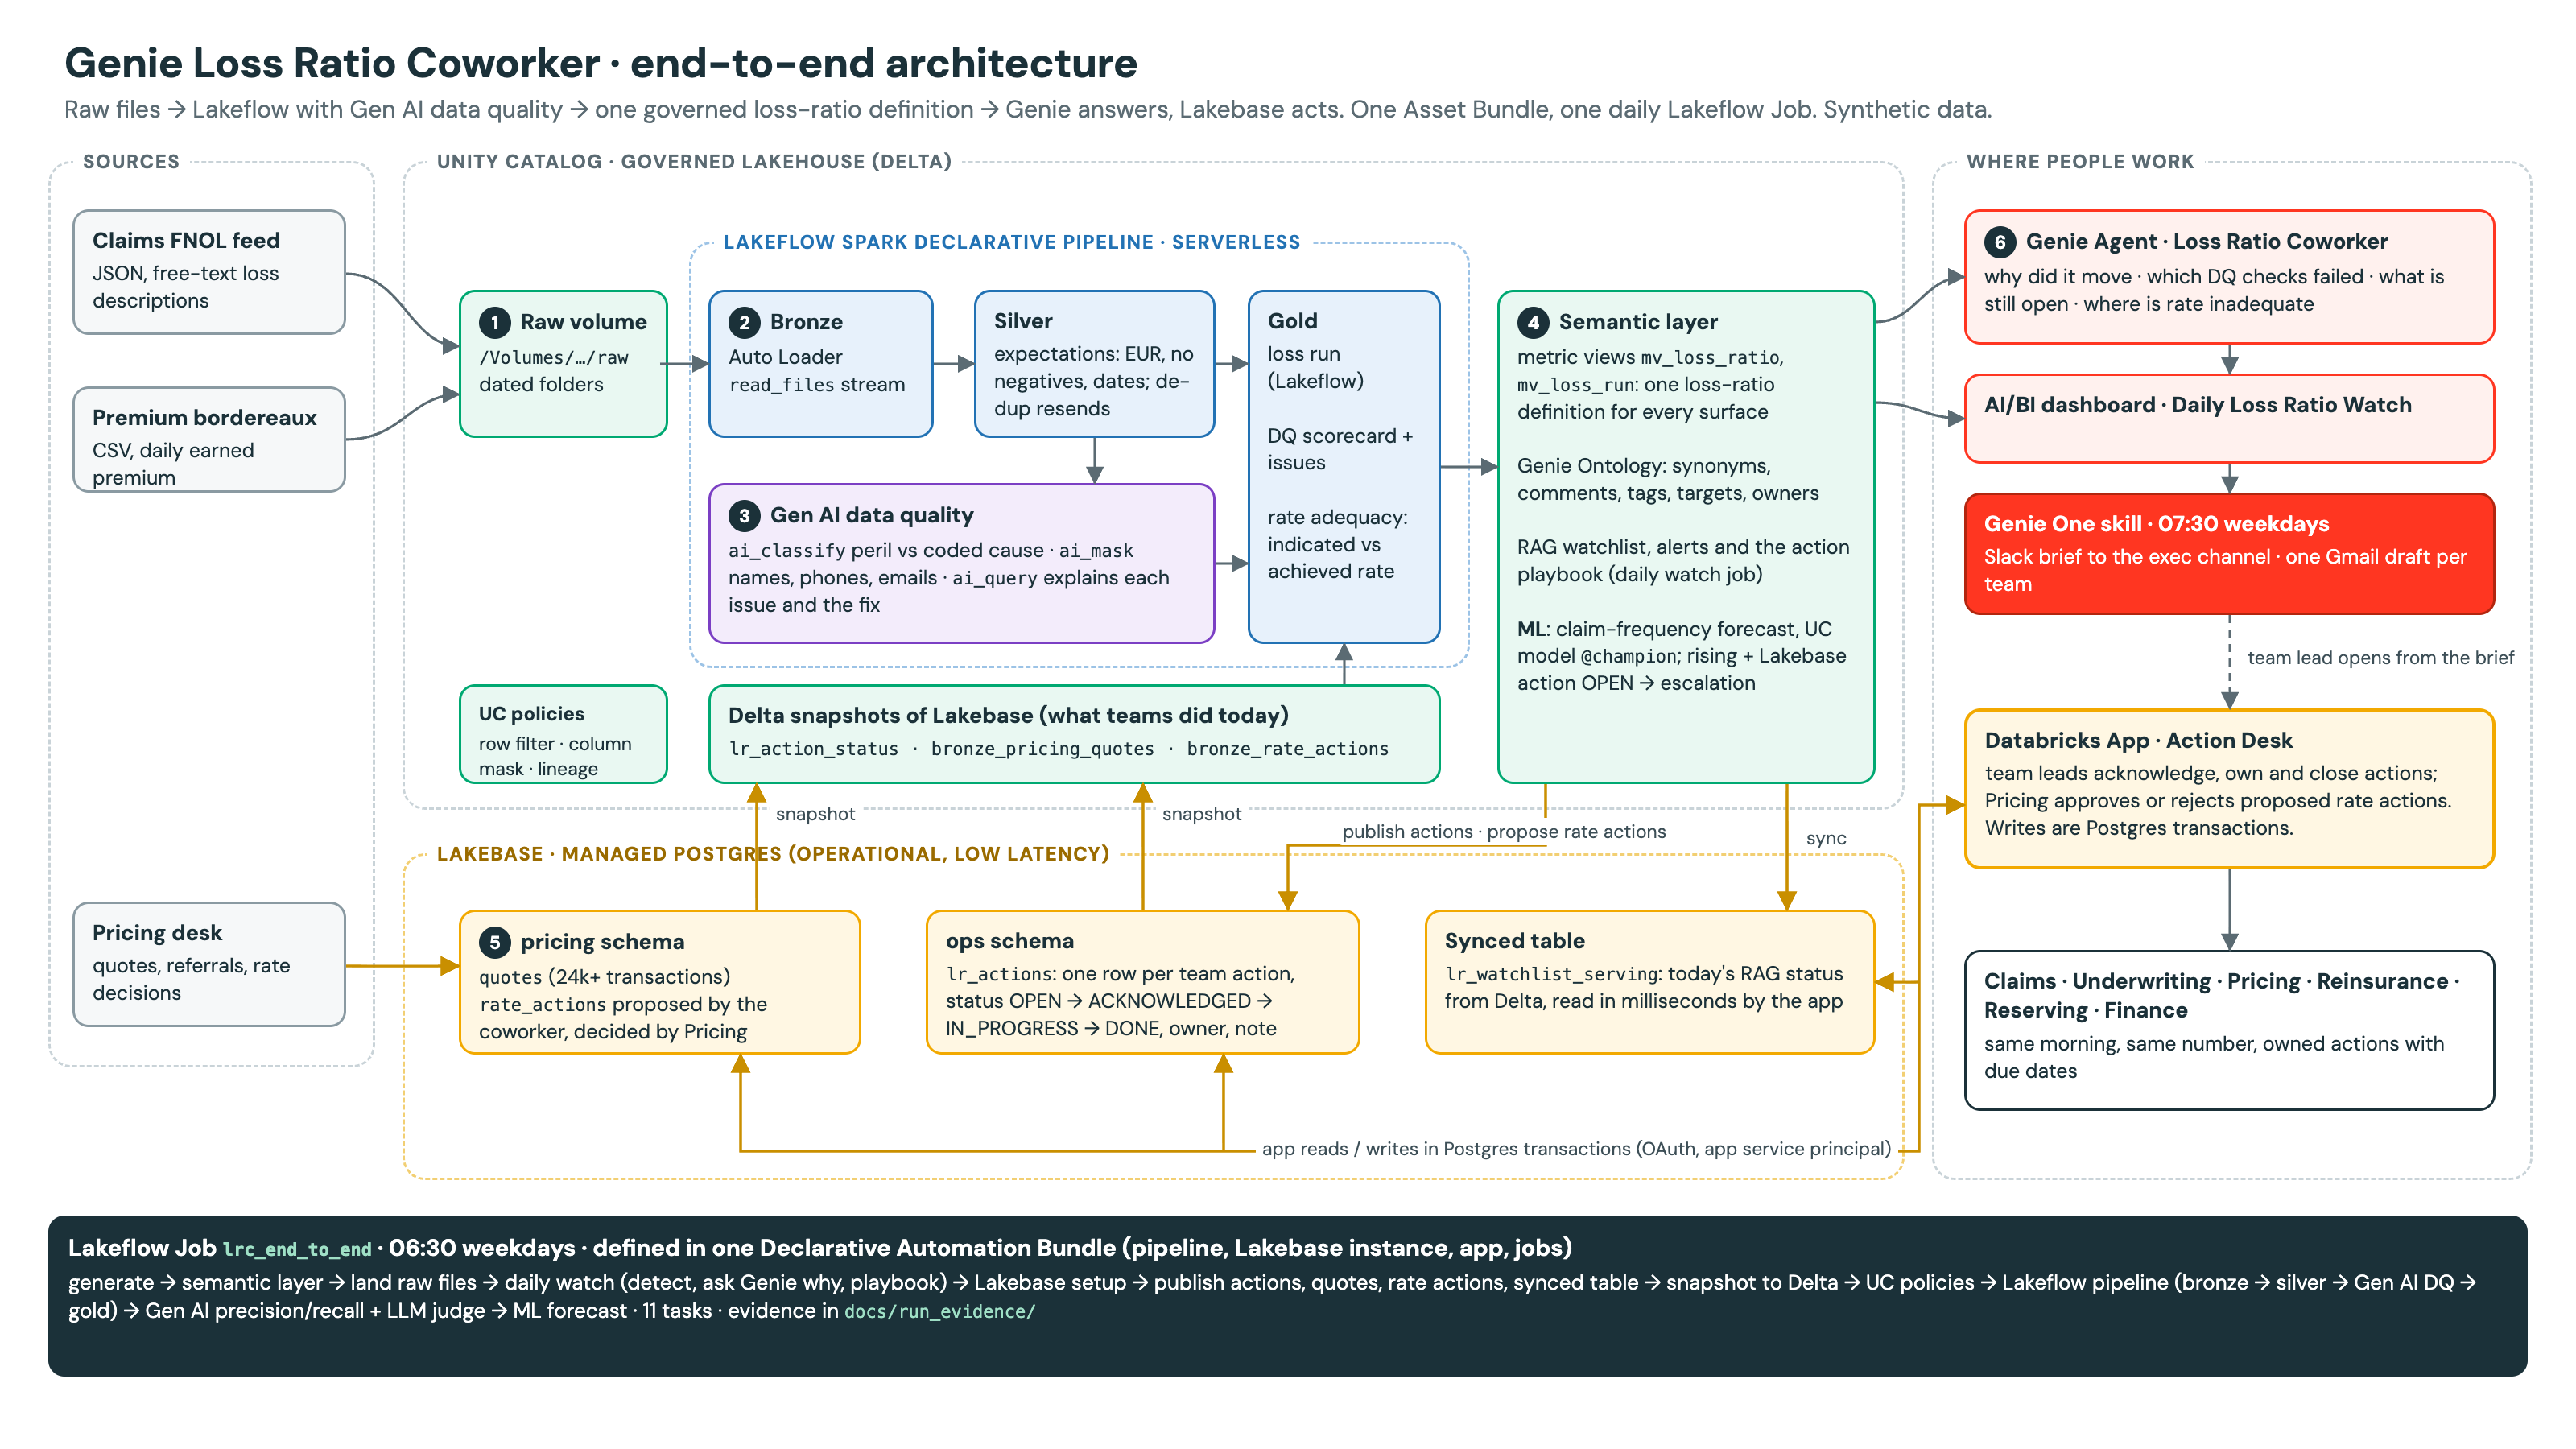 Genie Loss Ratio Coworker · end-to-end architecture
Raw files → Lakeflow with Gen AI data quality → one governed loss-ratio definition → Genie answers, Lakebase acts. One Asset Bundle, one daily Lakeflow Job. Synthetic data.
SOURCES
Claims FNOL feed
JSON, free-text loss
descriptions
Premium bordereaux
CSV, daily earned
premium
Pricing desk
quotes, referrals, rate
decisions
UNITY CATALOG · GOVERNED LAKEHOUSE (DELTA)
1 Raw volume
/Volumes/…/raw
dated folders
LAKEFLOW SPARK DECLARATIVE PIPELINE · SERVERLESS
2 Bronze
Auto Loader
read_files stream
Silver
expectations: EUR, no
negatives, dates; de-
dup resends
Gold
loss run
(Lakeflow)
DQ scorecard +
issues
rate adequacy:
indicated vs
achieved rate
3 Gen AI data quality
ai_classify peril vs coded cause · ai_mask
names, phones, emails · ai_query explains each
issue and the fix
4 Semantic layer
metric views mv_loss_ratio,
mv_loss_run: one loss-ratio
definition for every surface
Genie Ontology: synonyms,
comments, tags, targets, owners
RAG watchlist, alerts and the action
playbook (daily watch job)
ML: claim-frequency forecast, UC
model @champion; rising + Lakebase
action OPEN → escalation
UC policies
row filter · column
mask · lineage
Delta snapshots of Lakebase (what teams did today)
lr_action_status · bronze_pricing_quotes · bronze_rate_actions
snapshot
snapshot
publish actions · propose rate actions
sync
LAKEBASE · MANAGED POSTGRES (OPERATIONAL, LOW LATENCY)
5 pricing schema
quotes (24k+ transactions)
rate_actions proposed by the
coworker, decided by Pricing
ops schema
lr_actions: one row per team action,
status OPEN → ACKNOWLEDGED →
IN_PROGRESS → DONE, owner, note
Synced table
lr_watchlist_serving: today's RAG status
from Delta, read in milliseconds by the app
app reads / writes in Postgres transactions (OAuth, app service principal)
WHERE PEOPLE WORK
6 Genie Agent · Loss Ratio Coworker
why did it move · which DQ checks failed · what is
still open · where is rate inadequate
AI/BI dashboard · Daily Loss Ratio Watch
Genie One skill · 07:30 weekdays
Slack brief to the exec channel · one Gmail draft per
team
team lead opens from the brief
Databricks App · Action Desk
team leads acknowledge, own and close actions;
Pricing approves or rejects proposed rate actions.
Writes are Postgres transactions.
Claims · Underwriting · Pricing · Reinsurance ·
Reserving · Finance
same morning, same number, owned actions with
due dates
Lakeflow Job lrc_end_to_end · 06:30 weekdays · defined in one Declarative Automation Bundle (pipeline, Lakebase instance, app, jobs)
generate → semantic layer → land raw files → daily watch (detect, ask Genie why, playbook) → Lakebase setup → publish actions, quotes, rate actions, synced table → snapshot to Delta → UC policies → Lakeflow pipeline (bronze → silver → Gen AI DQ →
gold) → Gen AI precision/recall + LLM judge → ML forecast · 11 tasks · evidence in docs/run_evidence/